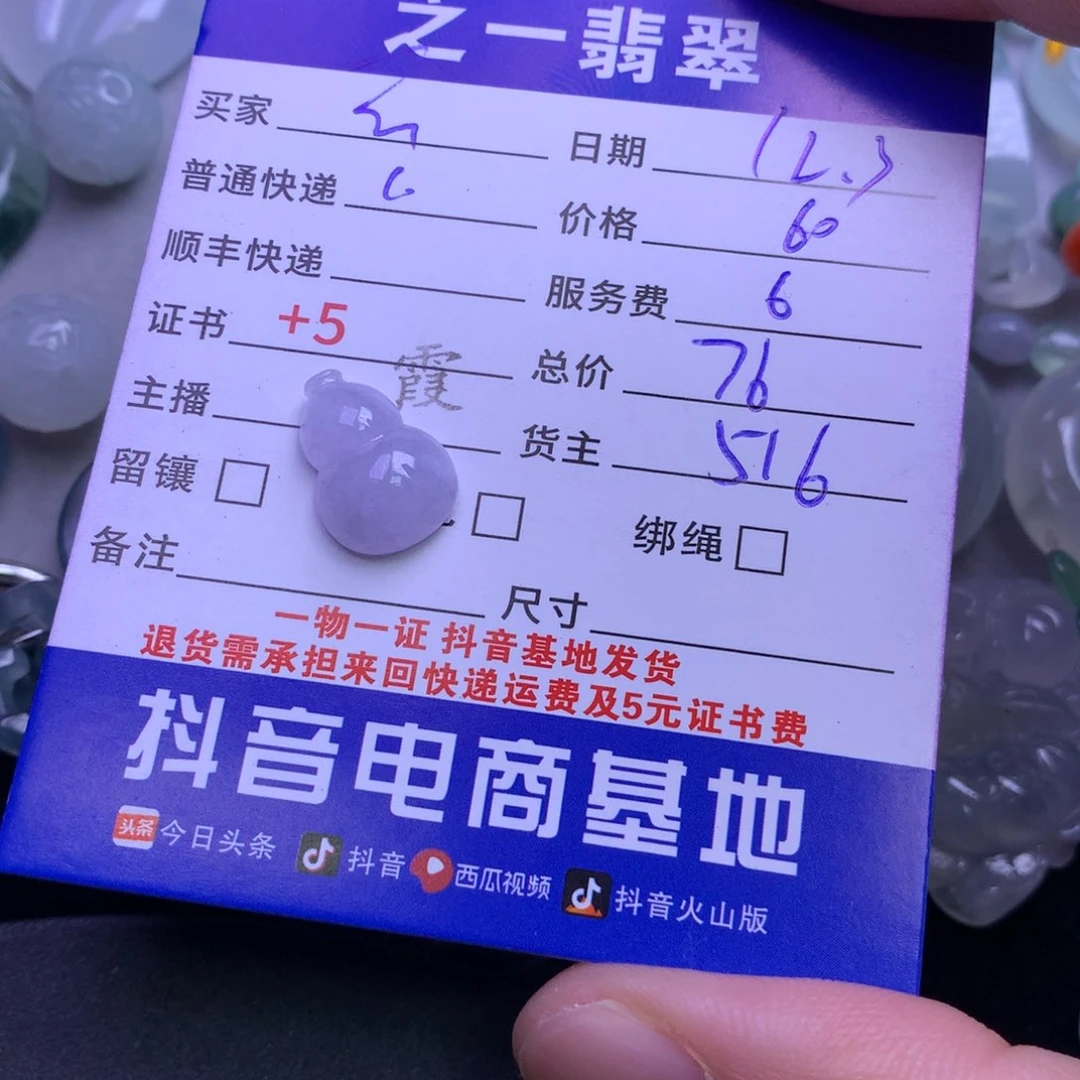 之一翡翠
买家 日期 12.3
普通快递 价格 60
顺丰快递 服务费 6
证书 +5 总价 76
主播 霞 货主 516
留镶 绑绳
备注 尺寸
一物一证 抖音基地发货
退货需承担来回快递运费及5元证书费
抖音电商基地
头条 今日头条 抖音 西瓜视频 抖音火山版